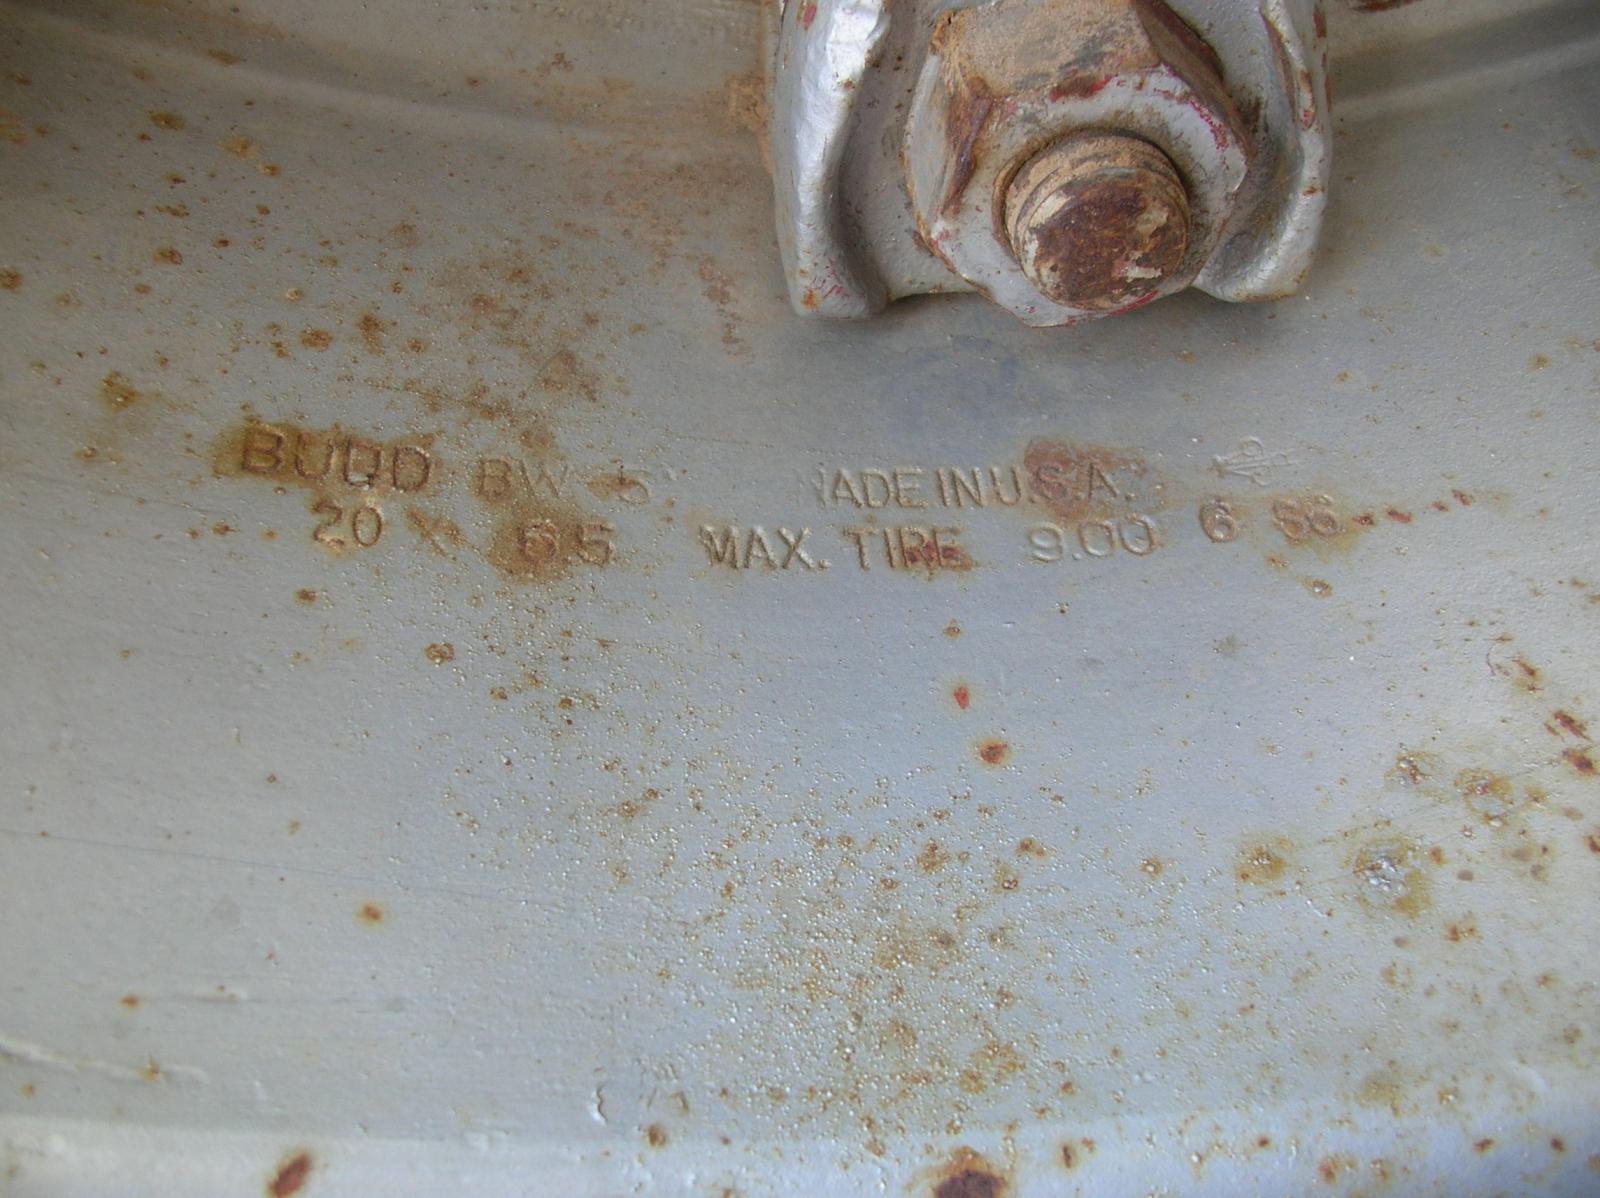 BUDD BW MADE IN U.S.A.
20 X 6 5 MAX. TIRE 9.00 6 56